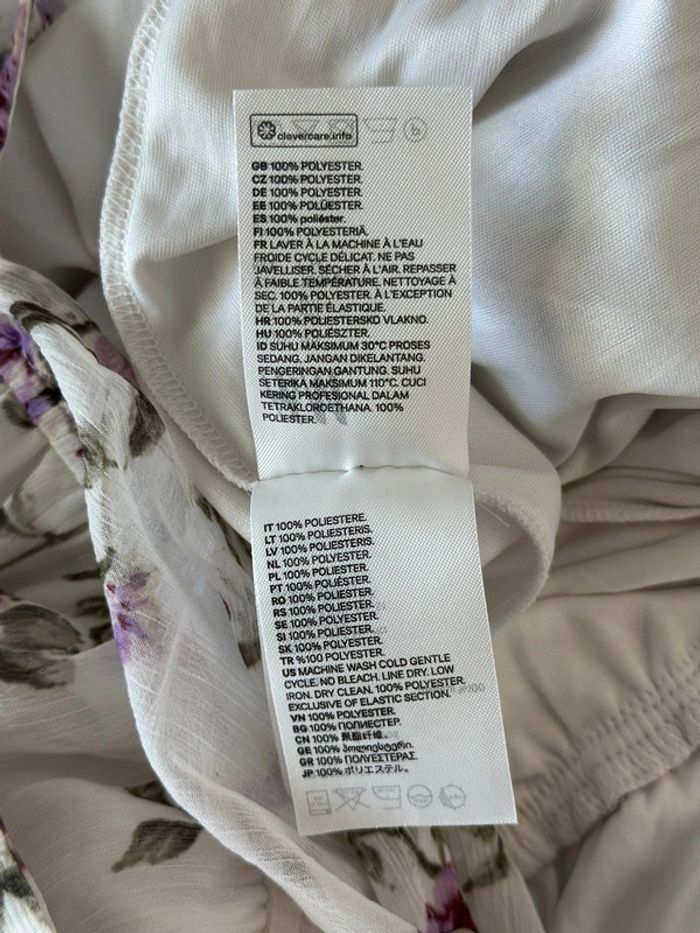 clevercare.info
GB 100% POLYESTER.
CZ 100% POLYESTER.
DE 100% POLYESTER.
EE 100% POLÜESTER.
ES 100% poliéster.
FI 100% POLYESTERIÄ.
FR LAVER À LA MACHINE À L'EAU
FROIDE CYCLE DÉLICAT. NE PAS
JAVELLISER. SÉCHER À L'AIR. REPASSER
À FAIBLE TEMPÉRATURE. NETTOYAGE À
SEC. 100% POLYESTER. À L'EXCEPTION
DE LA PARTIE ÉLASTIQUE.
HR 100% POLIESTERSKO VLAKNO.
HU 100% POLIÉSZTER.
ID SUHU MAKSIMUM 30°C PROSES
SEDANG. JANGAN DIKELANTANG.
PENGERINGAN GANTUNG. SUHU
SETERIKA MAKSIMUM 110°C. CUCI
KERING PROFESIONAL DALAM
TETRAKLOROETHANA. 100%
POLIESTER.
IT 100% POLIESTERE.
LT 100% POLIESTERIS.
LV 100% POLIESTERIS.
NL 100% POLYESTER.
PL 100% POLIESTER.
PT 100% POLIÉSTER.
RO 100% POLIESTER.
RS 100% POLIESTER.
SE 100% POLYESTER.
SI 100% POLIESTER.
SK 100% POLYESTER.
TR %100 POLYESTER.
US MACHINE WASH COLD GENTLE
CYCLE. NO BLEACH. LINE DRY. LOW
IRON. DRY CLEAN. 100% POLYESTER.
EXCLUSIVE OF ELASTIC SECTION.
VN 100% POLYESTER.
BG 100% ПОЛИЕСТЕР.
CN 100% 聚酯纤维。
GE 100% პოლიესტერი.
GR 100% ΠΟΛΥΕΣΤΕΡΑΣ.
JP 100% ポリエステル。